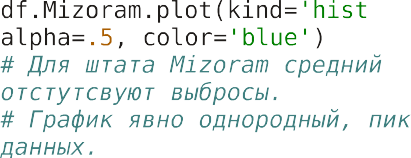 df.Mizoram.plot(kind='hist
alpha=.5, color='blue')
# Для штата Mizoram средний
отстутсвуют выбросы.
# График явно однородный, пик
данных.